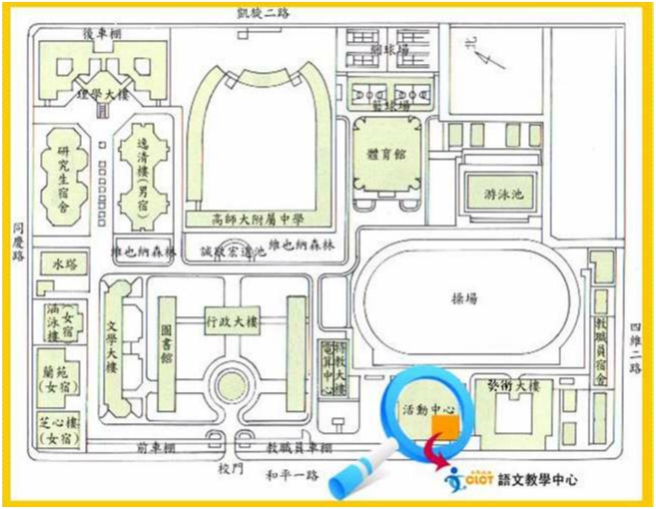 凱旋二路
後車棚
網球場
北
理學大樓
籃球場
研究生宿舍
逸清樓(男宿)
體育館
游泳池
高師大附屬中學
同慶路
維也納森林
誠敬宏遠池
維也納森林
水塔
操場
涵泳樓(女宿)
文學大樓
圖書館
行政大樓
電算中心
教職員宿舍
四維二路
蘭苑
(女宿)
藝術大樓
活動中心
芝心樓
(女宿)
前車棚
教職員車棚
校門
和平一路
OCLCT 語文教學中心